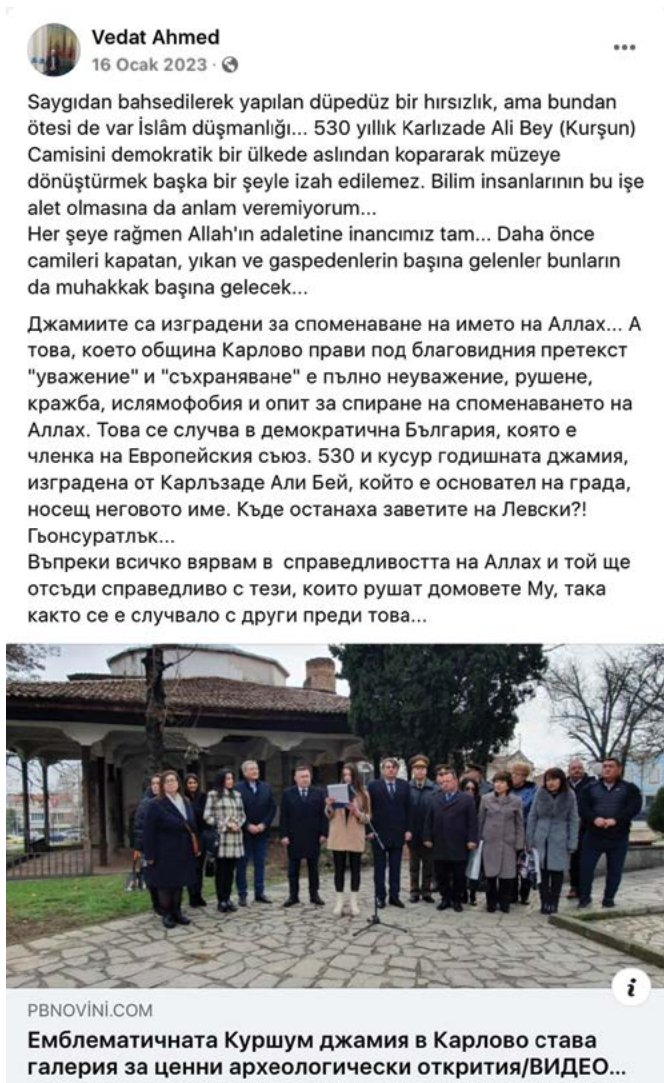 Vedat Ahmed
16 Ocak 2023 ·
Saygıdan bahsedilerek yapılan düpedüz bir hırsızlık, ama bundan
ötesi de var İslâm düşmanlığı... 530 yıllık Karlızade Ali Bey (Kurşun)
Camisini demokratik bir ülkede aslından kopararak müzeye
dönüştürmek başka bir şeyle izah edilemez. Bilim insanlarının bu işe
alet olmasına da anlam veremiyorum...
Her şeye rağmen Allah'ın adaletine inancımız tam... Daha önce
camileri kapatan, yıkan ve gaspedenlerin başına gelenler bunların
da muhakkak başına gelecek...
Джамиите са изградени за споменаване на името на Аллах... А
това, което община Карлово прави под благовидния претекст
"уважение" и "съхраняване" е пълно неуважение, рушене,
кражба, ислямофобия и опит за спиране на споменаването на
Аллах. Това се случва в демократична България, която е
членка на Европейския съюз. 530 и кусур годишната джамия,
изградена от Карлъзаде Али Бей, който е основател на града,
носещ неговото име. Къде останаха заветите на Левски?!
Гьонсуратлък...
Въпреки всичко вярвам в справедливостта на Аллах и той ще
отсъди справедливо с тези, които рушат домовете Му, така
както се е случвало с други преди това...
PBNOVİNİ.COM
Емблематичната Куршум джамия в Карлово става
галерия за ценни археологически открития/ВИДЕО...